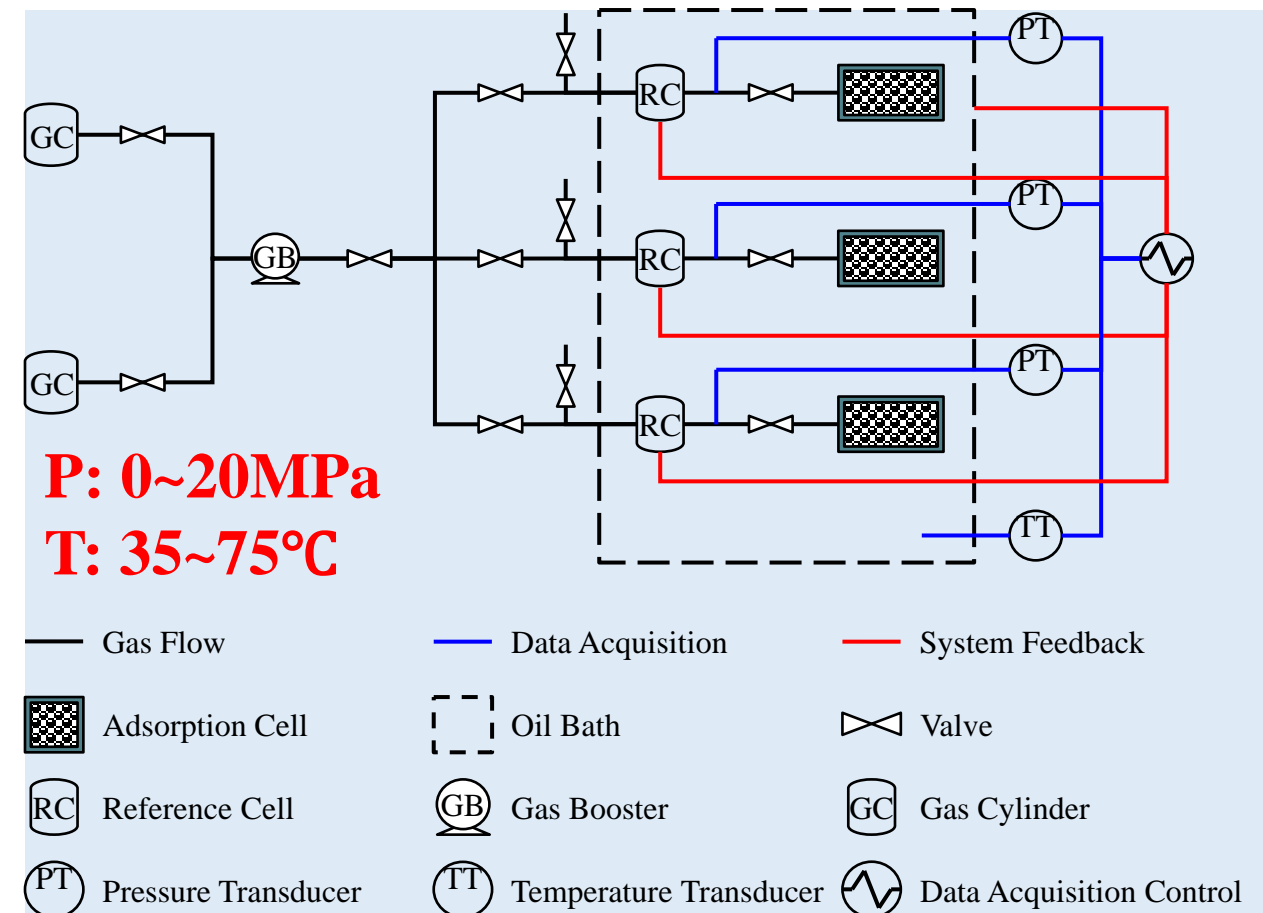 PT
RC
GC
PT
GB
RC
PT
GC
RC
P: 0~20MPa
T: 35~75℃
TT
Gas Flow
Data Acquisition
System Feedback
Adsorption Cell
Oil Bath
Valve
RC
Reference Cell
GB
Gas Booster
GC
Gas Cylinder
PT
Pressure Transducer
TT
Temperature Transducer
Data Acquisition Control